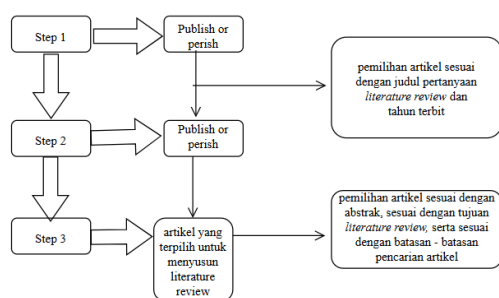 Step 1
Publish or
perish
pemilihan artikel sesuai
dengan judul pertanyaan
literature review dan
tahun terbit
Step 2
Publish or
perish
pemilihan artikel sesuai dengan
abstrak, sesuai dengan tujuan
literature review, serta sesuai
dengan batasan - batasan
pencarian artikel
Step 3
artikel yang
terpilih untuk
menyusun
literature
review